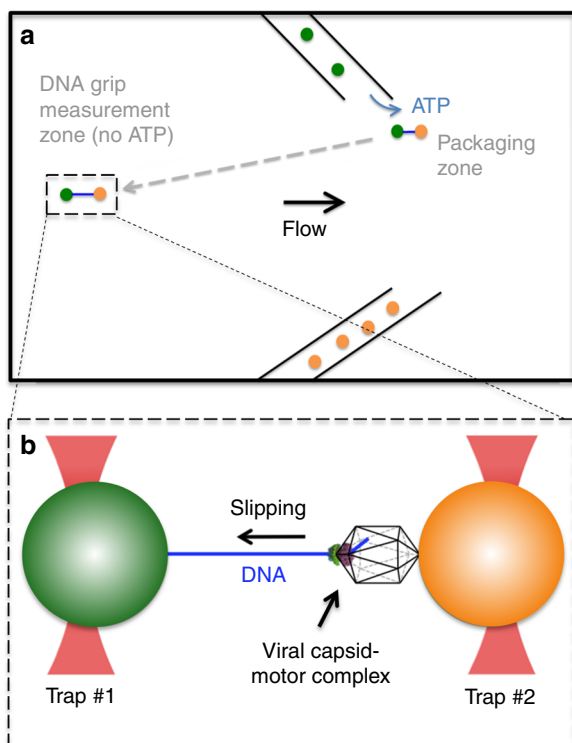 a
DNA grip
measurement
zone (no ATP)
ATP
Packaging
zone
Flow
b
Slipping
DNA
Viral capsid-
motor complex
Trap #1
Trap #2